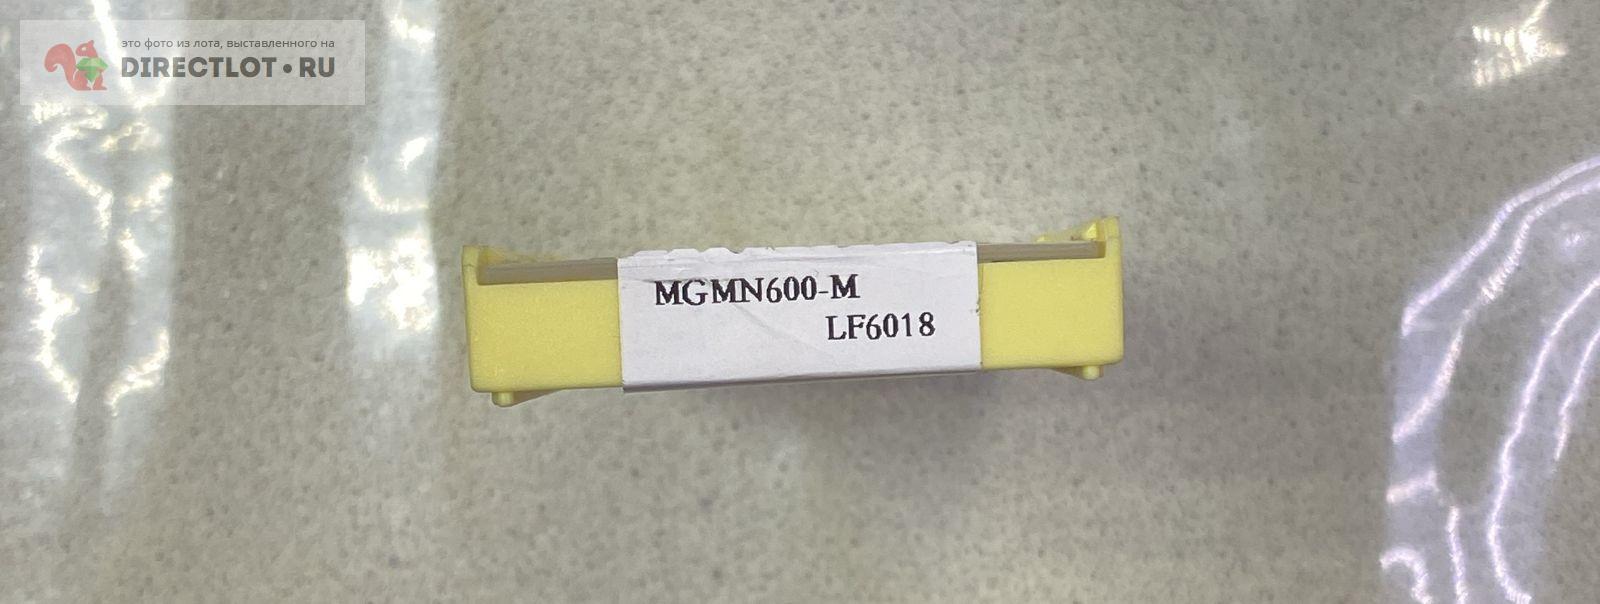 это фото из лота, выставленного на
DIRECTLOT•RU
MGMN600-M
LF6018